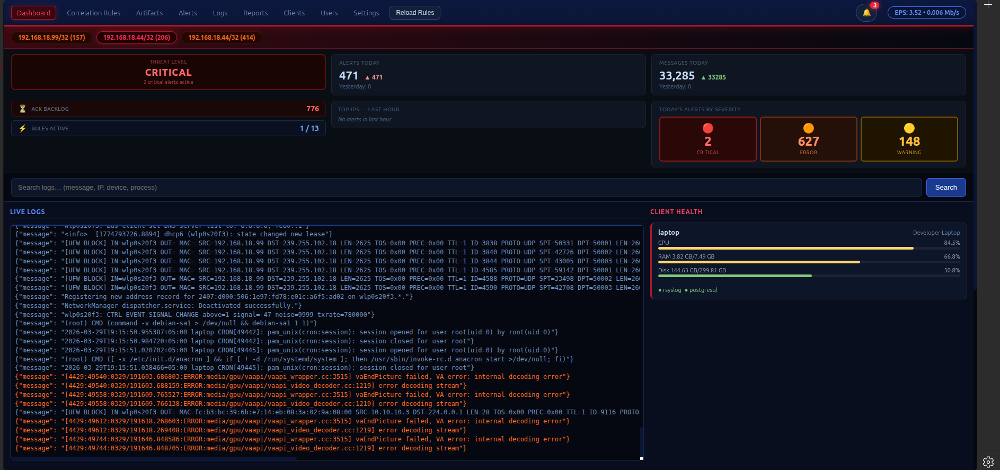 Dashboard Correlation Rules Artifacts Alerts Logs Reports Clients Users Settings Reload Rules 3 EPS: 3.52 • 0.006 Mb/s
192.168.18.99/32 (157) 192.168.18.44/32 (206) 192.168.18.44/32 (414)
THREAT LEVEL
CRITICAL
2 critical alerts active
ALERTS TODAY
471 ▲ 471
Yesterday: 0
MESSAGES TODAY
33,285 ▲ 33285
Yesterday: 0
ACK BACKLOG 776
RULES ACTIVE 1 / 13
TOP IPS — LAST HOUR
No alerts in last hour
TODAY'S ALERTS BY SEVERITY
2
CRITICAL
627
ERROR
148
WARNING
Search logs… (message, IP, device, process) Search
LIVE LOGS
{"message": "<info>  [1774793726.8894] dhcp6 (wlp0s20f3): state changed new lease"}
{"message": "[UFW BLOCK] IN=wlp0s20f3 OUT= MAC= SRC=192.168.18.99 DST=239.255.102.18 LEN=2625 TOS=0x00 PREC=0x00 TTL=1 ID=3838 PROTO=UDP SPT=50331 DPT=50001 LEN=260
{"message": "[UFW BLOCK] IN=wlp0s20f3 OUT= MAC= SRC=192.168.18.99 DST=239.255.102.18 LEN=2625 TOS=0x00 PREC=0x00 TTL=1 ID=3840 PROTO=UDP SPT=42726 DPT=50002 LEN=260
{"message": "[UFW BLOCK] IN=wlp0s20f3 OUT= MAC= SRC=192.168.18.99 DST=239.255.102.18 LEN=2625 TOS=0x00 PREC=0x00 TTL=1 ID=3844 PROTO=UDP SPT=43005 DPT=50003 LEN=260
{"message": "[UFW BLOCK] IN=wlp0s20f3 OUT= MAC= SRC=192.168.18.99 DST=239.255.102.18 LEN=2625 TOS=0x00 PREC=0x00 TTL=1 ID=4585 PROTO=UDP SPT=59142 DPT=50001 LEN=260
{"message": "[UFW BLOCK] IN=wlp0s20f3 OUT= MAC= SRC=192.168.18.99 DST=239.255.102.18 LEN=2625 TOS=0x00 PREC=0x00 TTL=1 ID=4588 PROTO=UDP SPT=33498 DPT=50002 LEN=260
{"message": "[UFW BLOCK] IN=wlp0s20f3 OUT= MAC= SRC=192.168.18.99 DST=239.255.102.18 LEN=2625 TOS=0x00 PREC=0x00 TTL=1 ID=4590 PROTO=UDP SPT=42708 DPT=50003 LEN=260
{"message": "Registering new address record for 2407:d000:506:1e97:fd78:e01c:a6f5:ad02 on wlp0s20f3.*."}
{"message": "NetworkManager-dispatcher.service: Deactivated successfully."}
{"message": "wlp0s20f3: CTRL-EVENT-SIGNAL-CHANGE above=1 signal=-47 noise=9999 txrate=780000"}
{"message": "(root) CMD (command -v debian-sa1 > /dev/null && debian-sa1 1 1)"}
{"message": "2026-03-29T19:15:50.955387+05:00 laptop CRON[49442]: pam_unix(cron:session): session opened for user root(uid=0) by root(uid=0)"}
{"message": "2026-03-29T19:15:50.984720+05:00 laptop CRON[49442]: pam_unix(cron:session): session closed for user root"}
{"message": "2026-03-29T19:15:51.020702+05:00 laptop CRON[49445]: pam_unix(cron:session): session opened for user root(uid=0) by root(uid=0)"}
{"message": "(root) CMD ([ -x /etc/init.d/anacron ] && if [ ! -d /run/systemd/system ]; then /usr/sbin/invoke-rc.d anacron start >/dev/null; fi)"}
{"message": "2026-03-29T19:15:51.038466+05:00 laptop CRON[49445]: pam_unix(cron:session): session closed for user root"}
{"message": "[4429:49540:0329/191603.686803:ERROR:media/gpu/vaapi/vaapi_wrapper.cc:3515] vaEndPicture failed, VA error: internal decoding error"}
{"message": "[4429:49540:0329/191603.688159:ERROR:media/gpu/vaapi/vaapi_video_decoder.cc:1219] error decoding stream"}
{"message": "[4429:49558:0329/191609.765527:ERROR:media/gpu/vaapi/vaapi_wrapper.cc:3515] vaEndPicture failed, VA error: internal decoding error"}
{"message": "[4429:49558:0329/191609.766138:ERROR:media/gpu/vaapi/vaapi_video_decoder.cc:1219] error decoding stream"}
{"message": "[UFW BLOCK] IN=wlp0s20f3 OUT= MAC=fc:b3:bc:39:6b:e7:14:eb:08:3a:02:9a:08:00 SRC=10.10.10.3 DST=224.0.0.1 LEN=28 TOS=0x00 PREC=0x00 TTL=1 ID=9116 PROTO=
{"message": "[4429:49612:0329/191618.268603:ERROR:media/gpu/vaapi/vaapi_wrapper.cc:3515] vaEndPicture failed, VA error: internal decoding error"}
{"message": "[4429:49612:0329/191618.269408:ERROR:media/gpu/vaapi/vaapi_video_decoder.cc:1219] error decoding stream"}
{"message": "[4429:49744:0329/191646.848586:ERROR:media/gpu/vaapi/vaapi_wrapper.cc:3515] vaEndPicture failed, VA error: internal decoding error"}
{"message": "[4429:49744:0329/191646.848705:ERROR:media/gpu/vaapi/vaapi_video_decoder.cc:1219] error decoding stream"}
CLIENT HEALTH
laptop Developer-Laptop
CPU 84.5%
RAM 3.82 GB/7.49 GB 66.8%
Disk 144.63 GB/299.81 GB 50.8%
● rsyslog ● postgresql